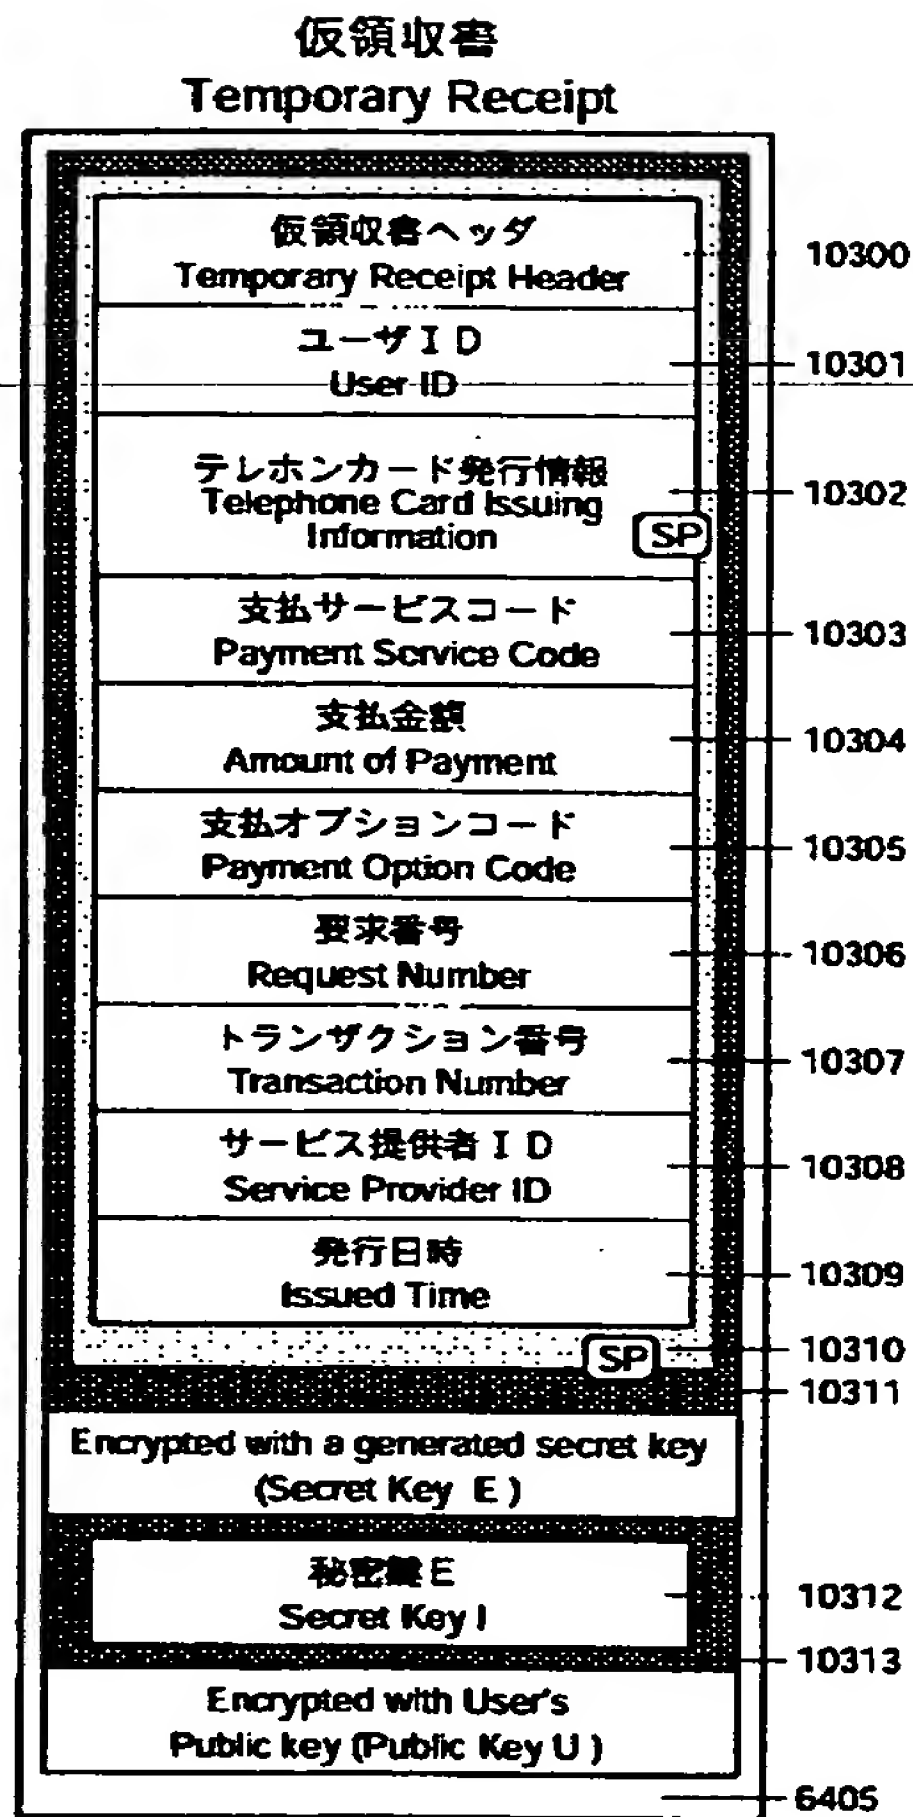 仮領収書
Temporary Receipt
仮領収書ヘッダ
Temporary Receipt Header
10300
ユーザID
User ID
10301
テレホンカード発行情報
Telephone Card Issuing
Information
SP
10302
支払サービスコード
Payment Service Code
10303
支払金額
Amount of Payment
10304
支払オプションコード
Payment Option Code
10305
要求番号
Request Number
10306
トランザクション番号
Transaction Number
10307
サービス提供者ID
Service Provider ID
10308
発行日時
Issued Time
10309
SP
10310
10311
Encrypted with a generated secret key
(Secret Key E)
秘密鍵E
Secret Key I
10312
10313
Encrypted with User's
Public key (Public Key U)
6405